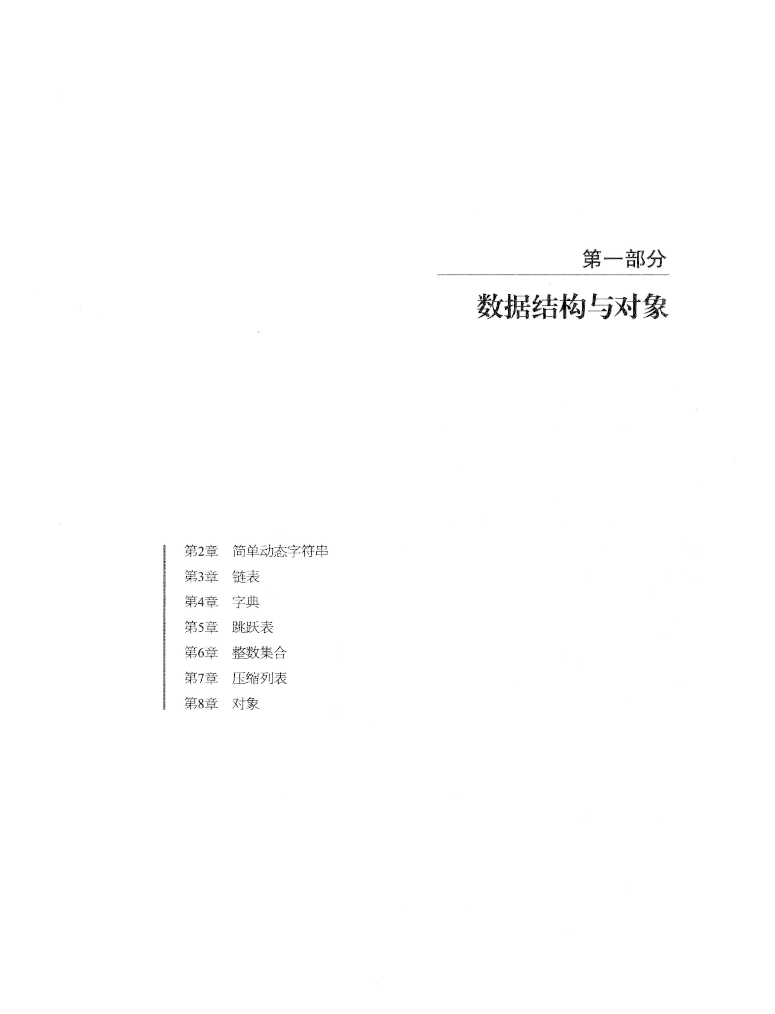 第一部分
数据结构与对象
第2章 简单动态字符串
第3章 链表
第4章 字典
第5章 跳跃表
第6章 整数集合
第7章 压缩列表
第8章 对象